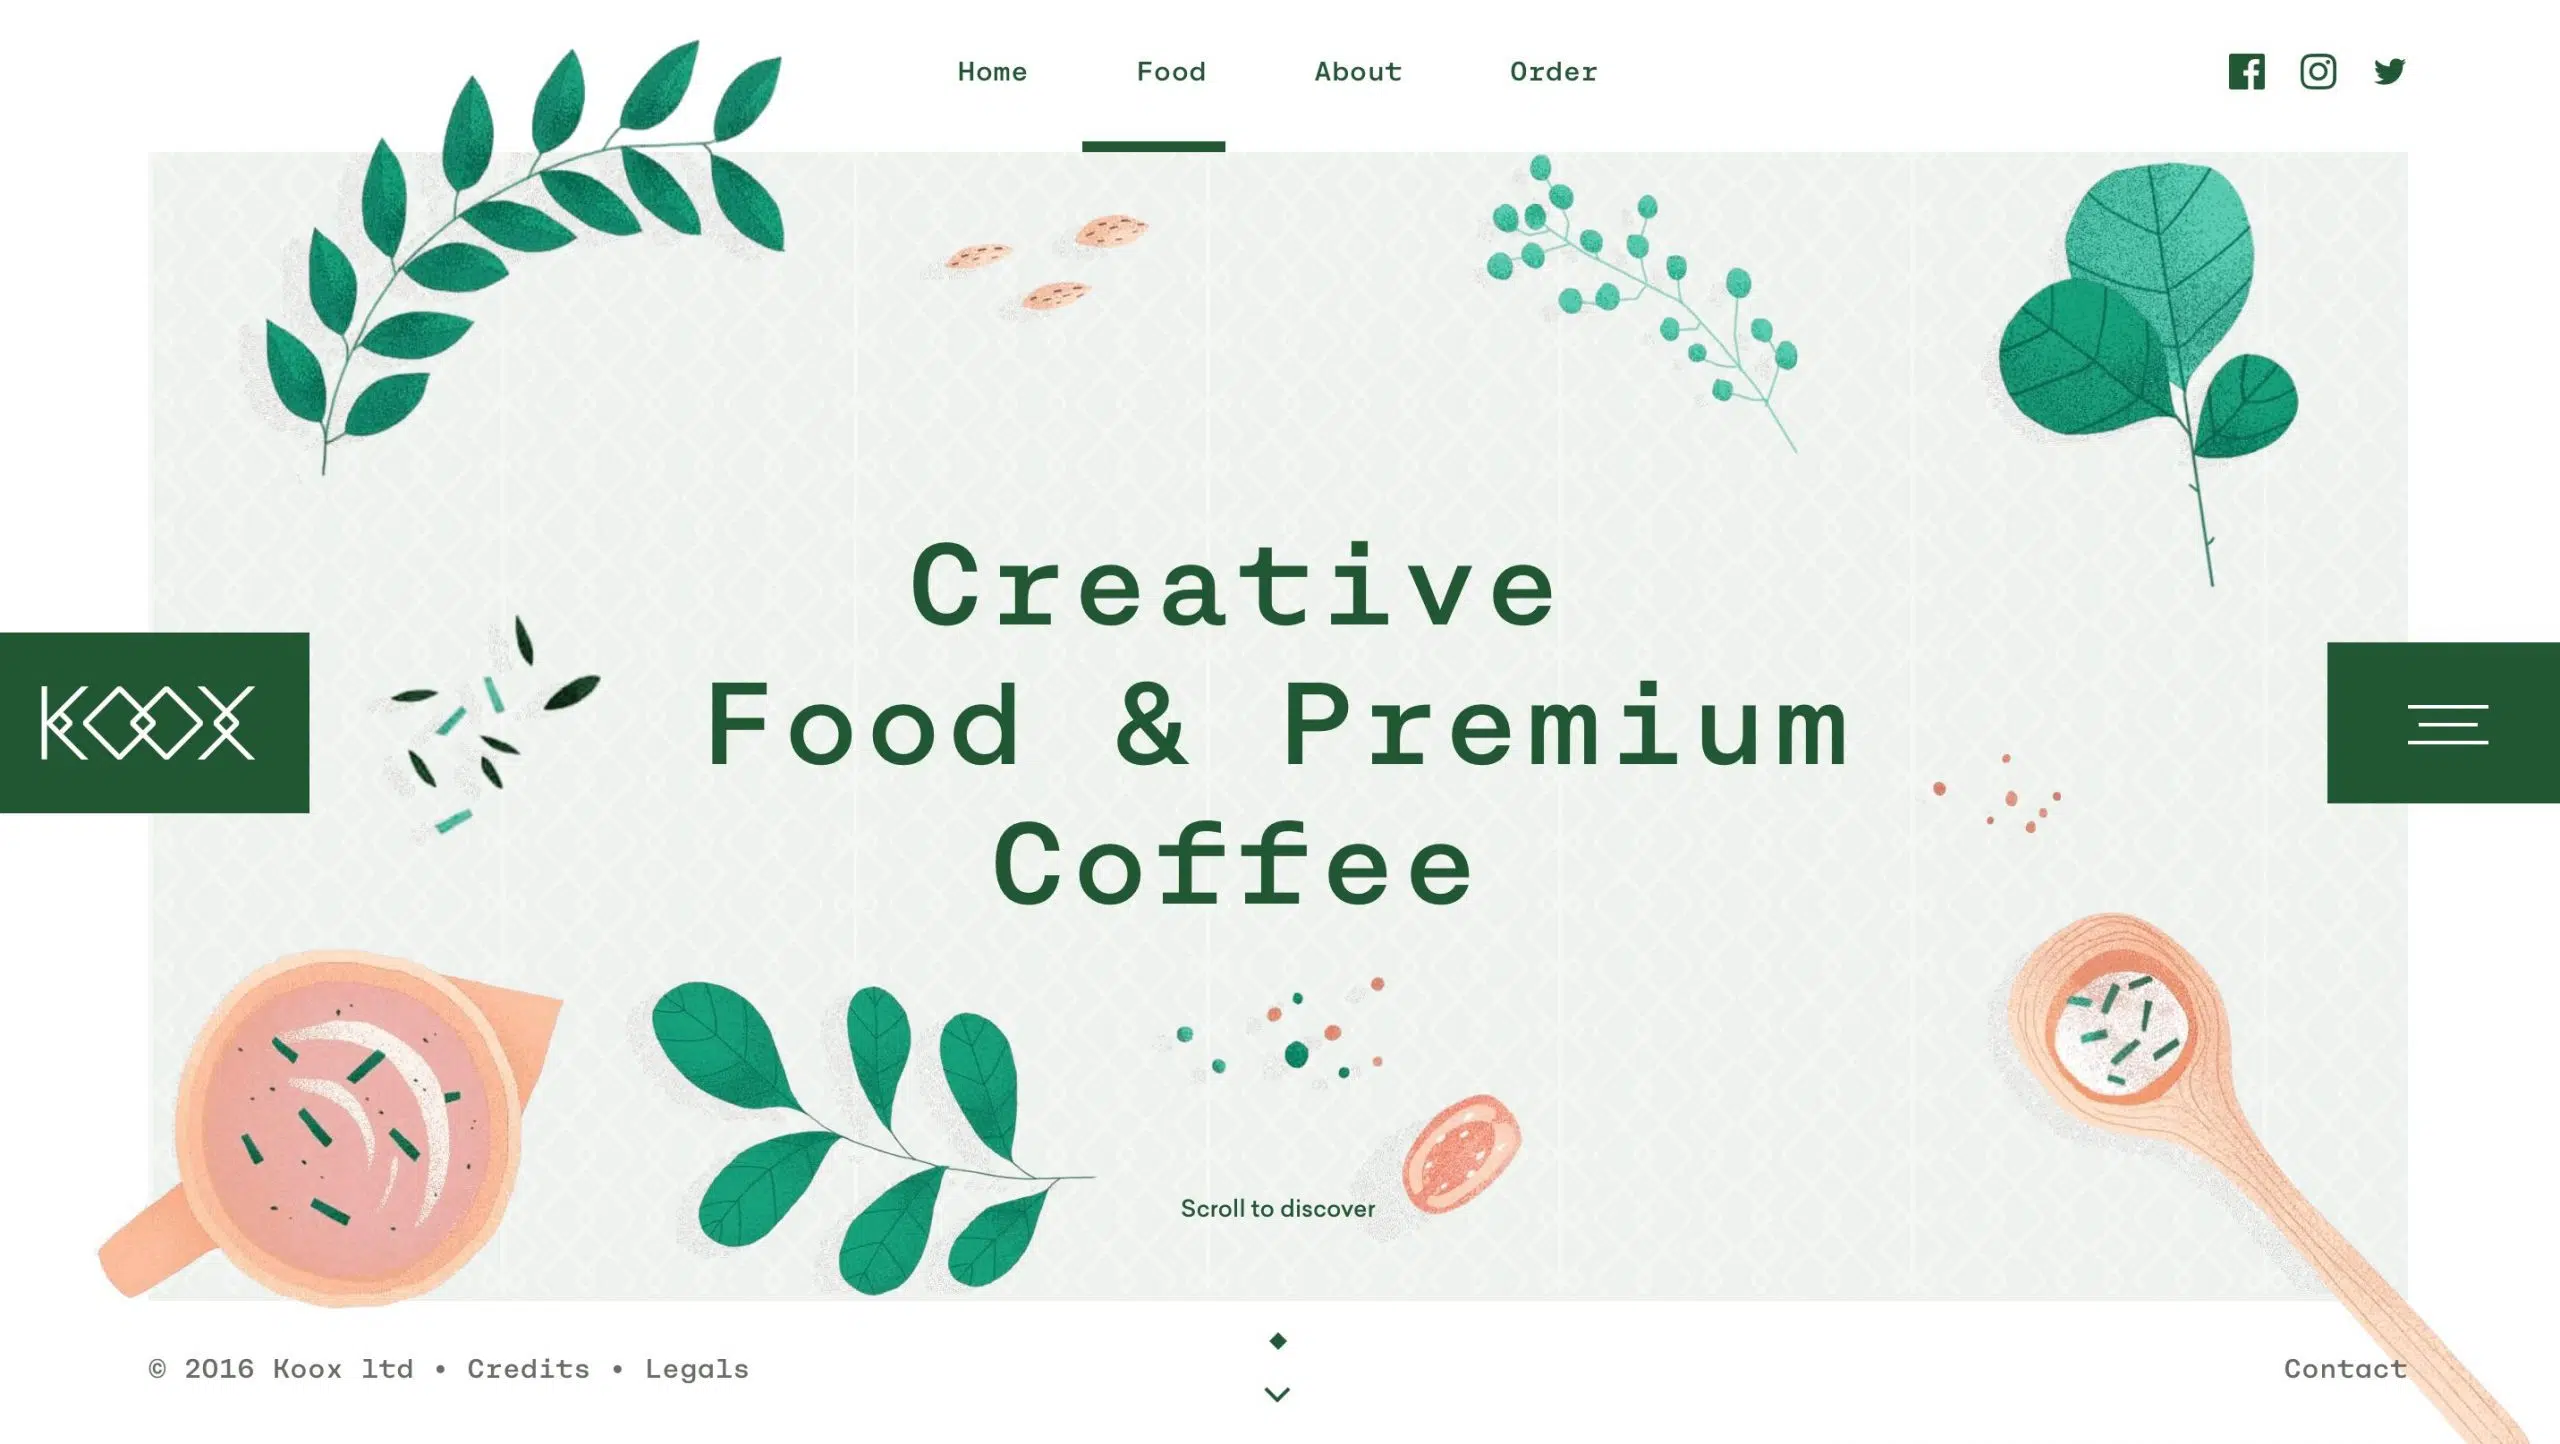 Home Food About Order
Creative
Food & Premium
Coffee
KOOX
Scroll to discover
© 2016 Koox ltd • Credits • Legals
Contact